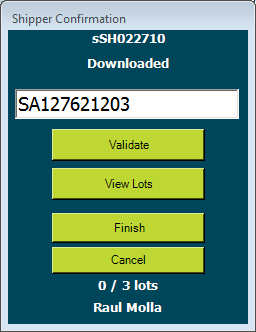 Shipper Confirmation
sSH022710
Downloaded
SA127621203
Validate
View Lots
Finish
Cancel
0 / 3 lots
Raul Molla